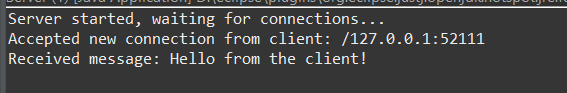 Server started, waiting for connections...
Accepted new connection from client: /127.0.0.1:52111
Received message: Hello from the client!